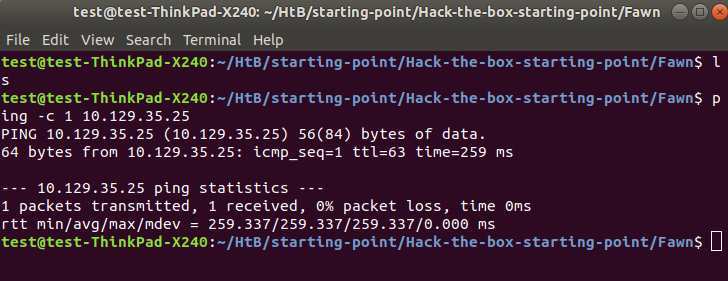 test@test-ThinkPad-X240: ~/HtB/starting-point/Hack-the-box-starting-point/Fawn
File Edit View Search Terminal Help
test@test-ThinkPad-X240:~/HtB/starting-point/Hack-the-box-starting-point/Fawn$ l
s
test@test-ThinkPad-X240:~/HtB/starting-point/Hack-the-box-starting-point/Fawn$ p
ing -c 1 10.129.35.25
PING 10.129.35.25 (10.129.35.25) 56(84) bytes of data.
64 bytes from 10.129.35.25: icmp_seq=1 ttl=63 time=259 ms

--- 10.129.35.25 ping statistics ---
1 packets transmitted, 1 received, 0% packet loss, time 0ms
rtt min/avg/max/mdev = 259.337/259.337/259.337/0.000 ms
test@test-ThinkPad-X240:~/HtB/starting-point/Hack-the-box-starting-point/Fawn$